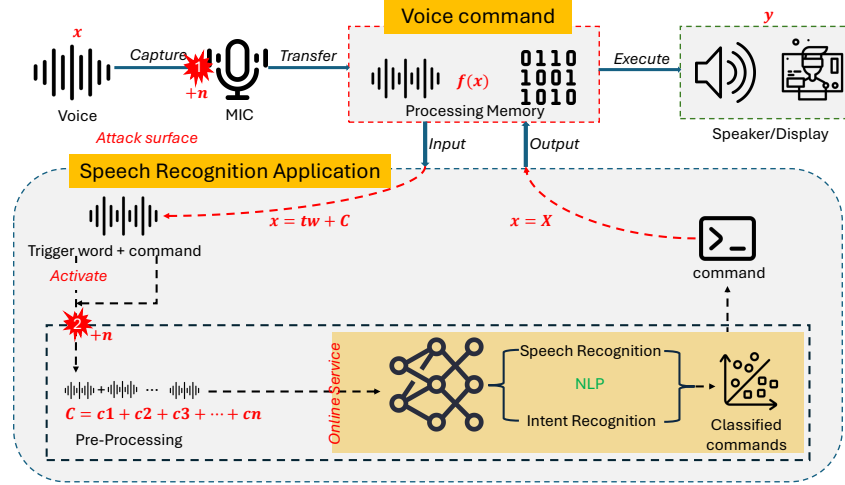 Voice command
x
y
Capture
1
+n
Transfer
f(x)
0110
1001
1010
Execute
Voice
MIC
Processing Memory
Speaker/Display
Attack surface
Input
Output
Speech Recognition Application
x = tw + C
x = X
Trigger word + command
Activate
command
2
+n
Online Service
Speech Recognition
NLP
Intent Recognition
+ ...
C = c1 + c2 + c3 + ⋯ + cn
Pre-Processing
Classified
commands